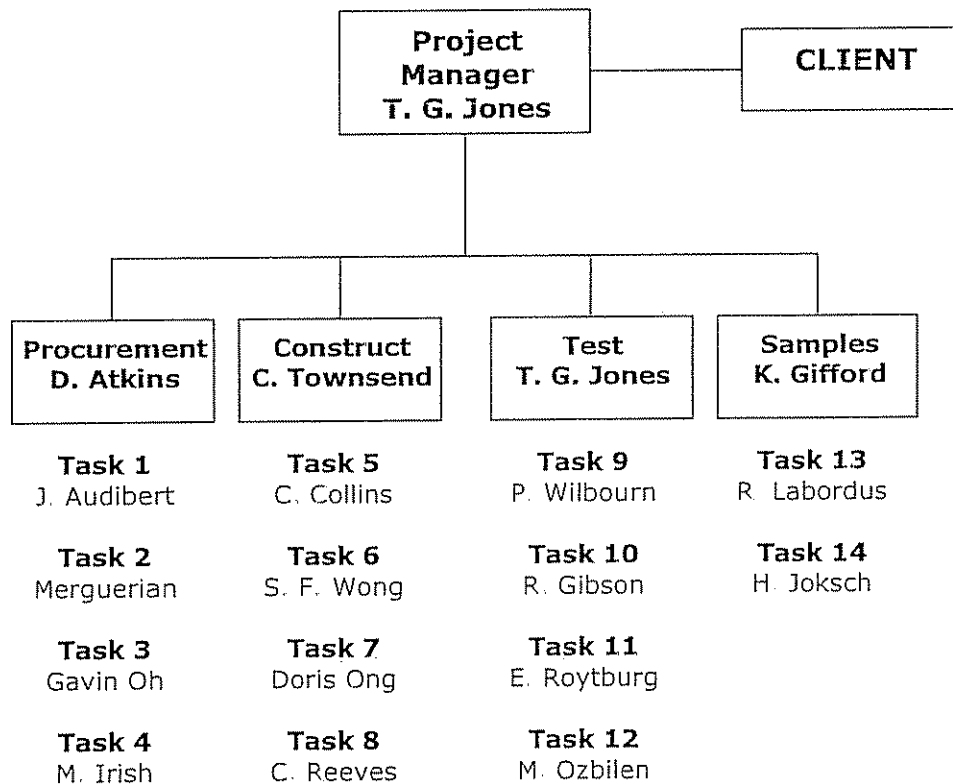 Project
Manager
T. G. Jones
CLIENT
Procurement
D. Atkins
Construct
C. Townsend
Test
T. G. Jones
Samples
K. Gifford
Task 1
J. Audibert
Task 2
Merguerian
Task 3
Gavin Oh
Task 4
M. Irish
Task 5
C. Collins
Task 6
S. F. Wong
Task 7
Doris Ong
Task 8
C. Reeves
Task 9
P. Wilbourn
Task 10
R. Gibson
Task 11
E. Roytburg
Task 12
M. Ozbilen
Task 13
R. Labordus
Task 14
H. Joksch